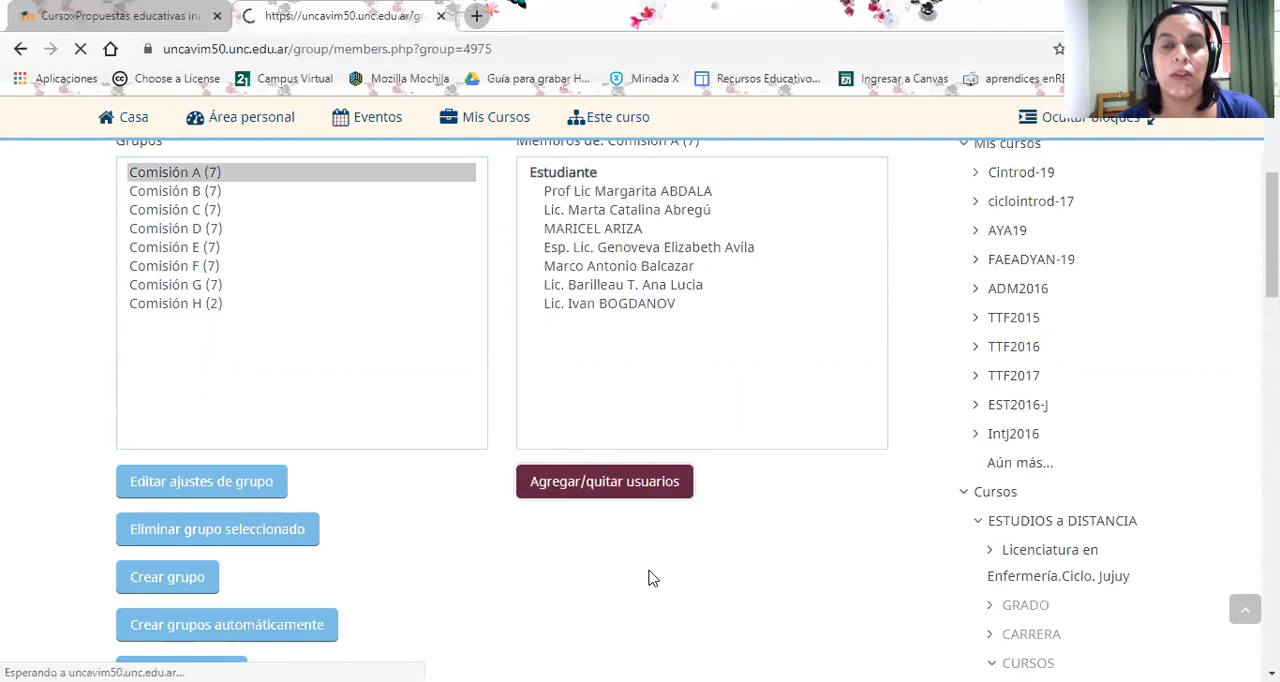 Curso: Propuestas educativas inn
https://uncavim50.unc.edu.ar/gr
uncavim50.unc.edu.ar/group/members.php?group=4975
Aplicaciones
Choose a License
Campus Virtual
Mozilla Mochila
Guía para grabar H...
Miriada X
Recursos Educativo...
Ingresar a Canvas
aprendices enRE
Casa
Área personal
Eventos
Mis Cursos
Este curso
Ocultar bloques
Grupos
Comisión A (7)
Comisión B (7)
Comisión C (7)
Comisión D (7)
Comisión E (7)
Comisión F (7)
Comisión G (7)
Comisión H (2)
Editar ajustes de grupo
Eliminar grupo seleccionado
Crear grupo
Crear grupos automáticamente
Miembros de: Comisión A (7)
Estudiante
Prof Lic Margarita ABDALA
Lic. Marta Catalina Abregú
MARICEL ARIZA
Esp. Lic. Genoveva Elizabeth Avila
Marco Antonio Balcazar
Lic. Barilleau T. Ana Lucia
Lic. Ivan BOGDANOV
Agregar/quitar usuarios
Mis cursos
Cintrod-19
ciclointrod-17
AYA19
FAEADYAN-19
ADM2016
TTF2015
TTF2016
TTF2017
EST2016-J
IntJ2016
Aún más...
Cursos
ESTUDIOS a DISTANCIA
Licenciatura en
Enfermería.Ciclo. Jujuy
GRADO
CARRERA
CURSOS
Esperando a uncavim50.unc.edu.ar...